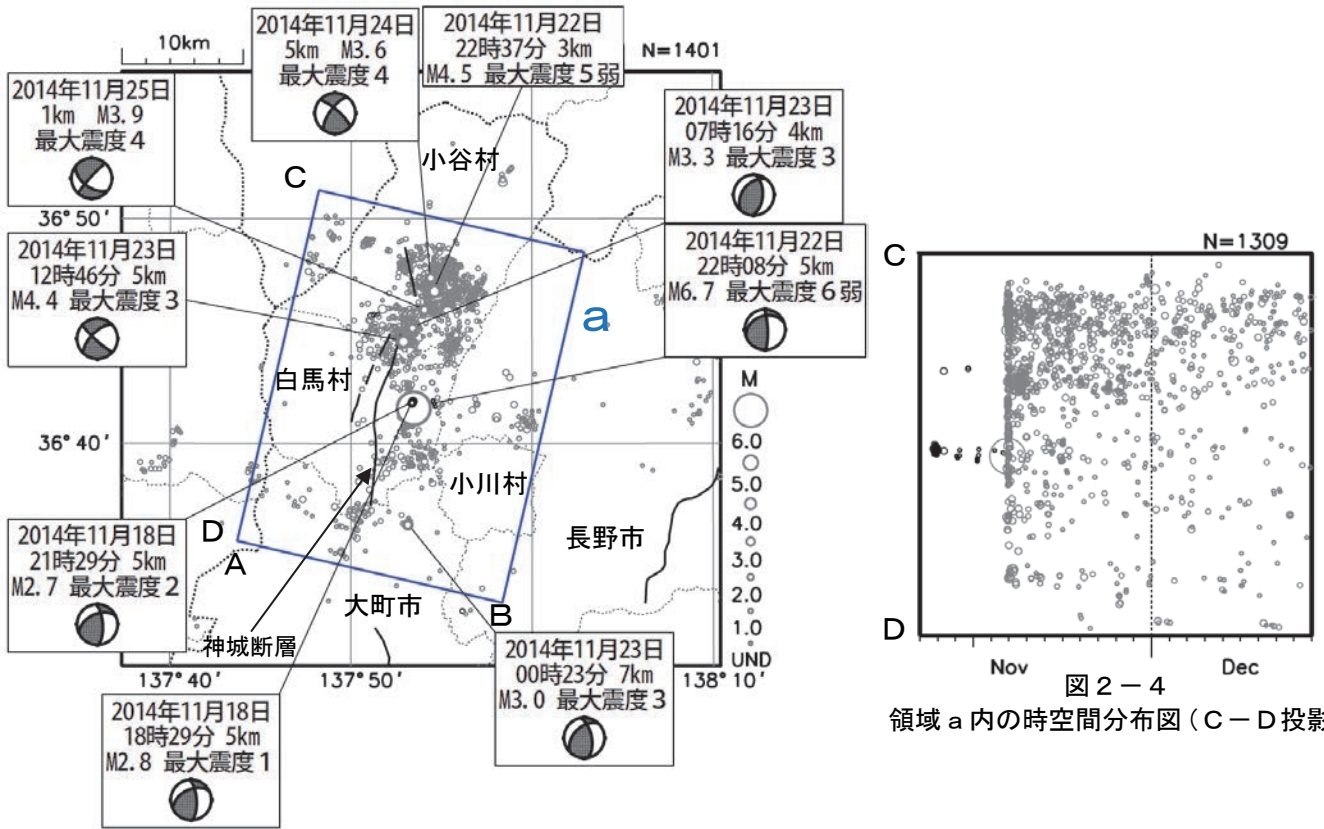 10km
N=1401
2014年11月24日
5km M3.6
最大震度4
2014年11月22日
22時37分 3km
M4.5 最大震度5弱
2014年11月25日
1km M3.9
最大震度4
2014年11月23日
07時16分 4km
M3.3 最大震度3
2014年11月22日
22時08分 5km
M6.7 最大震度6弱
2014年11月23日
12時46分 5km
M4.4 最大震度3
2014年11月18日
21時29分 5km
M2.7 最大震度2
2014年11月18日
18時29分 5km
M2.8 最大震度1
2014年11月23日
00時23分 7km
M3.0 最大震度3
小谷村
C
a
白馬村
小川村
長野市
大町市
神城断層
D
A
B
36°50'
36°40'
137°40'
137°50'
138°10'
M
6.0
5.0
4.0
3.0
2.0
1.0
UND
N=1309
C
D
Nov
Dec
図2-4
領域a内の時空間分布図(C-D投影